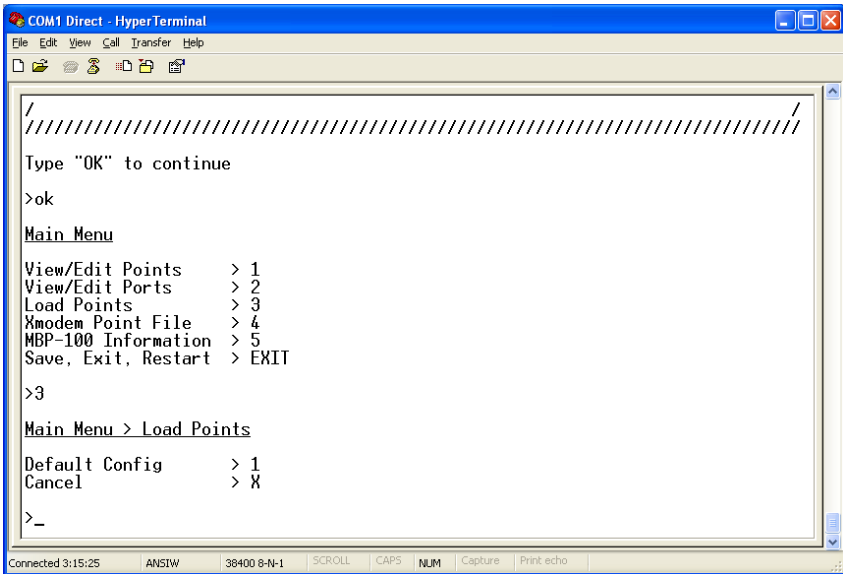 COM1 Direct - HyperTerminal
File Edit View Call Transfer Help
/ /
///////////////////////////////////////////////////////////////////////////////
Type "OK" to continue
>ok
Main Menu
View/Edit Points > 1
View/Edit Ports > 2
Load Points > 3
Xmodem Point File > 4
MBP-100 Information > 5
Save, Exit, Restart > EXIT
>3
Main Menu > Load Points
Default Config > 1
Cancel > X
>_
Connected 3:15:25 ANSIW 38400 8-N-1 SCROLL CAPS NUM Capture Print echo